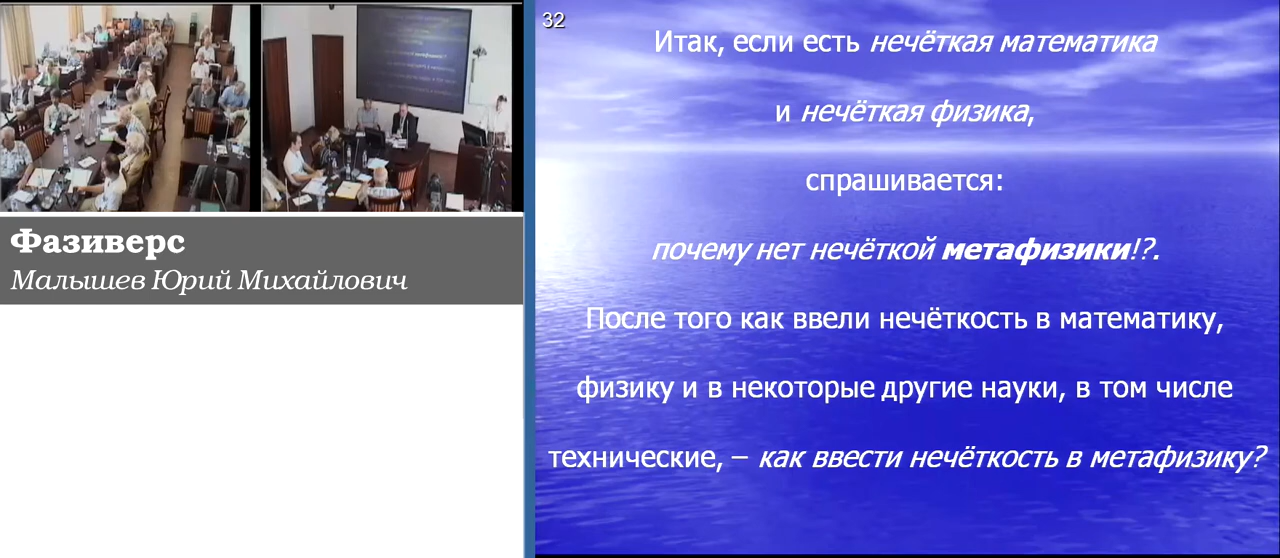 Фазиверс
Малышев Юрий Михайлович
32
Итак, если есть нечёткая математика
и нечёткая физика,
спрашивается:
почему нет нечёткой метафизики!?.
После того как ввели нечёткость в математику,
физику и в некоторые другие науки, в том числе
технические, – как ввести нечёткость в метафизику?